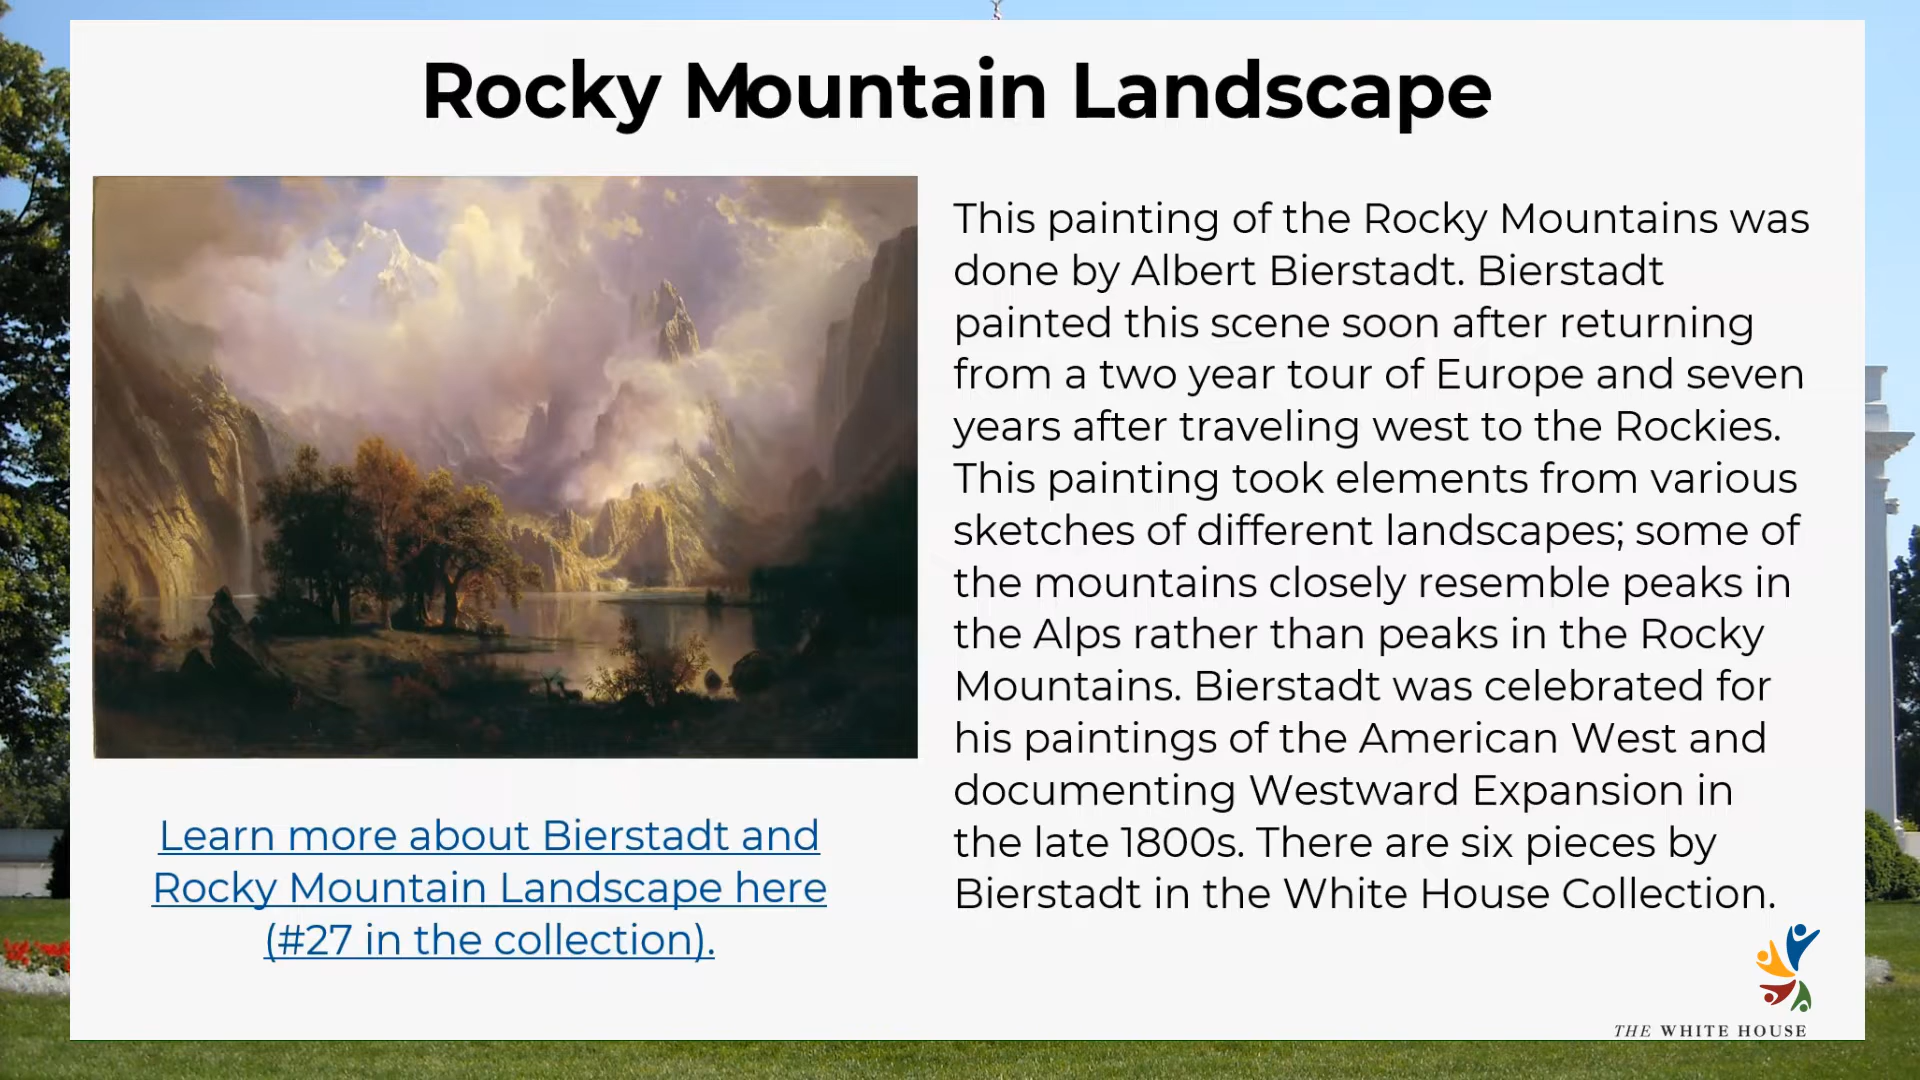 Rocky Mountain Landscape
This painting of the Rocky Mountains was
done by Albert Bierstadt. Bierstadt
painted this scene soon after returning
from a two year tour of Europe and seven
years after traveling west to the Rockies.
This painting took elements from various
sketches of different landscapes; some of
the mountains closely resemble peaks in
the Alps rather than peaks in the Rocky
Mountains. Bierstadt was celebrated for
his paintings of the American West and
documenting Westward Expansion in
the late 1800s. There are six pieces by
Bierstadt in the White House Collection.
Learn more about Bierstadt and
Rocky Mountain Landscape here
(#27 in the collection).
THE WHITE HOUSE